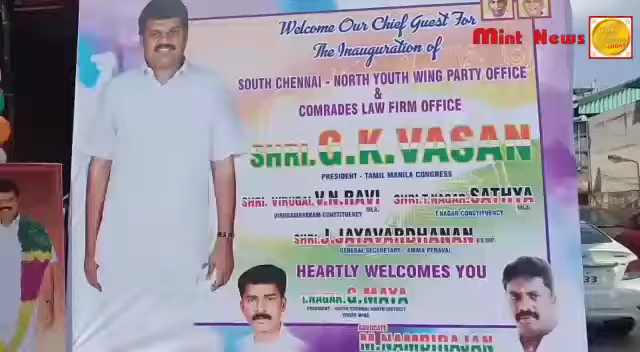 Welcome Our Chief Guest For
The Inauguration of
Mint News
SOUTH CHENNAI - NORTH YOUTH WING PARTY OFFICE
&
COMRADES LAW FIRM OFFICE
SHRI.G.K.VASAN
PRESIDENT - TAMIL MANILA CONGRESS
SHRI. VIRUGAI.V.N.RAVI MLA. SHRI.T.NAGAR.SATHYA MLA.
VIRUGAMBAKKAM-CONSTITUENCY T.NAGAR-CONSTITUENCY
SHRI.J.JAYAVARDHANAN EX.MP
GENERAL SECRETARY - AMMA PERAVAI
HEARTLY WELCOMES YOU
T.NAGAR.G.MAYA
PRESIDENT - SOUTH CHENNAI NORTH DISTRICT
YOUTH WING
ADVOCATE
M.NAMBIRAJAN
33